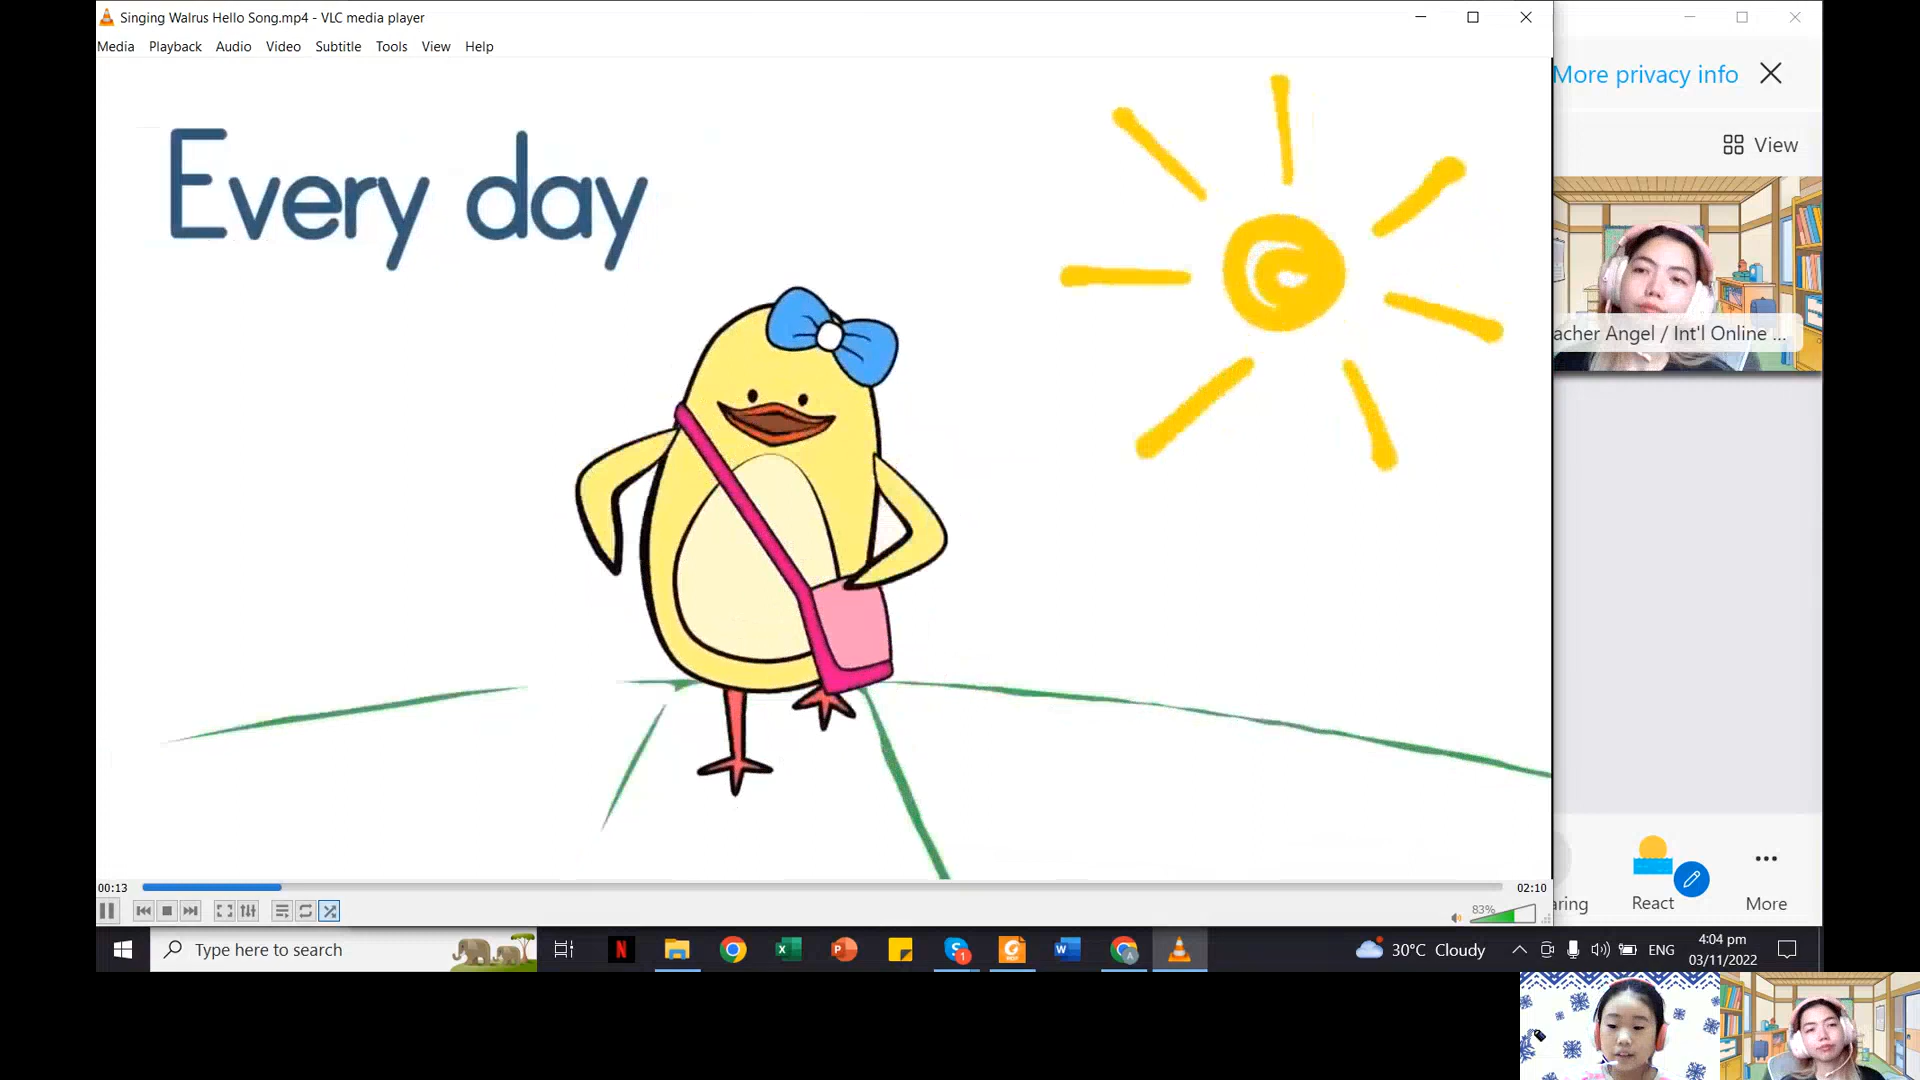 Singing Walrus Hello Song.mp4 - VLC media player
Media Playback Audio Video Subtitle Tools View Help
More privacy info
View
Every day
acher Angel / Int'l Online ...
00:13
02:10
83%
aring
React
More
Type here to search
30°C Cloudy
ENG
4:04 pm
03/11/2022